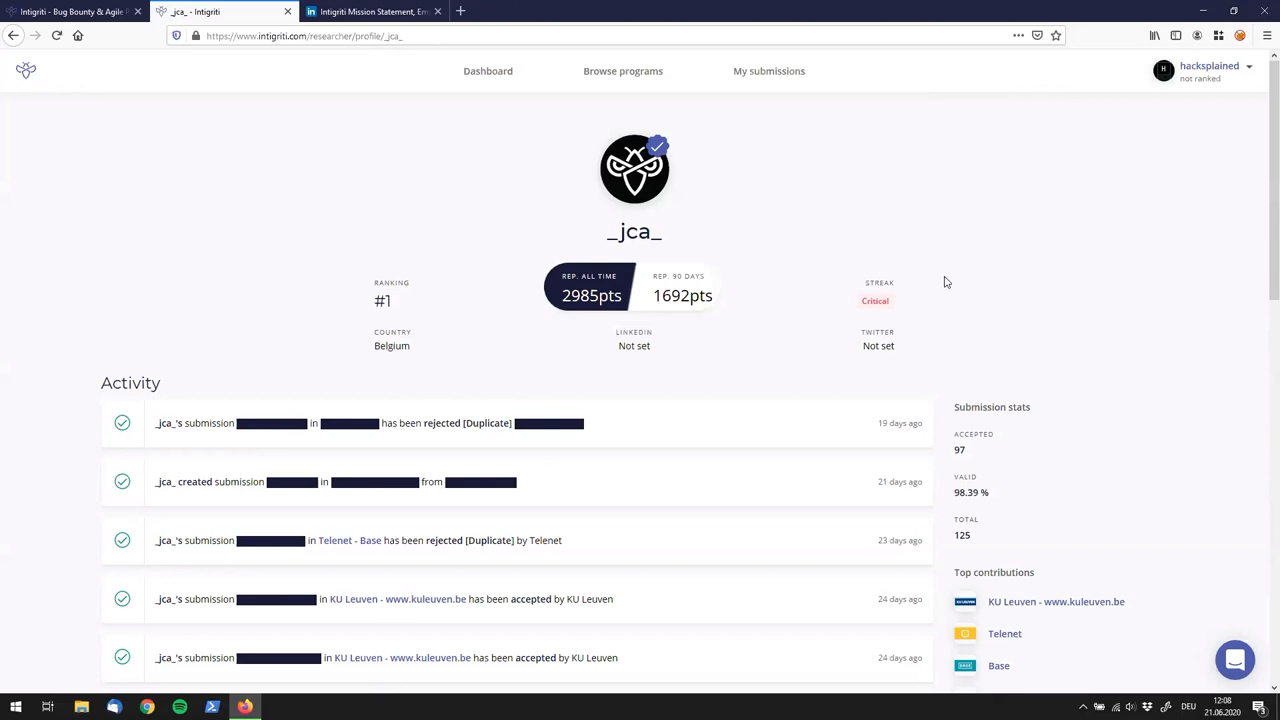 Intigriti - Bug Bounty & Agile P
_jca_ - Intigriti
Intigriti Mission Statement, Em
https://www.intigriti.com/researcher/profile/_jca_
Dashboard
Browse programs
My submissions
H
hacksplained
not ranked
_jca_
RANKING
#1
REP. ALL TIME
2985pts
REP. 90 DAYS
1692pts
STREAK
Critical
COUNTRY
Belgium
LINKEDIN
Not set
TWITTER
Not set
Activity
_jca_'s submission in has been rejected [Duplicate]
19 days ago
_jca_ created submission in from
21 days ago
_jca_'s submission in Telenet - Base has been rejected [Duplicate] by Telenet
23 days ago
_jca_'s submission in KU Leuven - www.kuleuven.be has been accepted by KU Leuven
24 days ago
_jca_'s submission in KU Leuven - www.kuleuven.be has been accepted by KU Leuven
24 days ago
Submission stats
ACCEPTED
97
VALID
98.39 %
TOTAL
125
Top contributions
KU LEUVEN
KU Leuven - www.kuleuven.be
Telenet
BASE
Base
DEU
12:08
21.06.2020
3